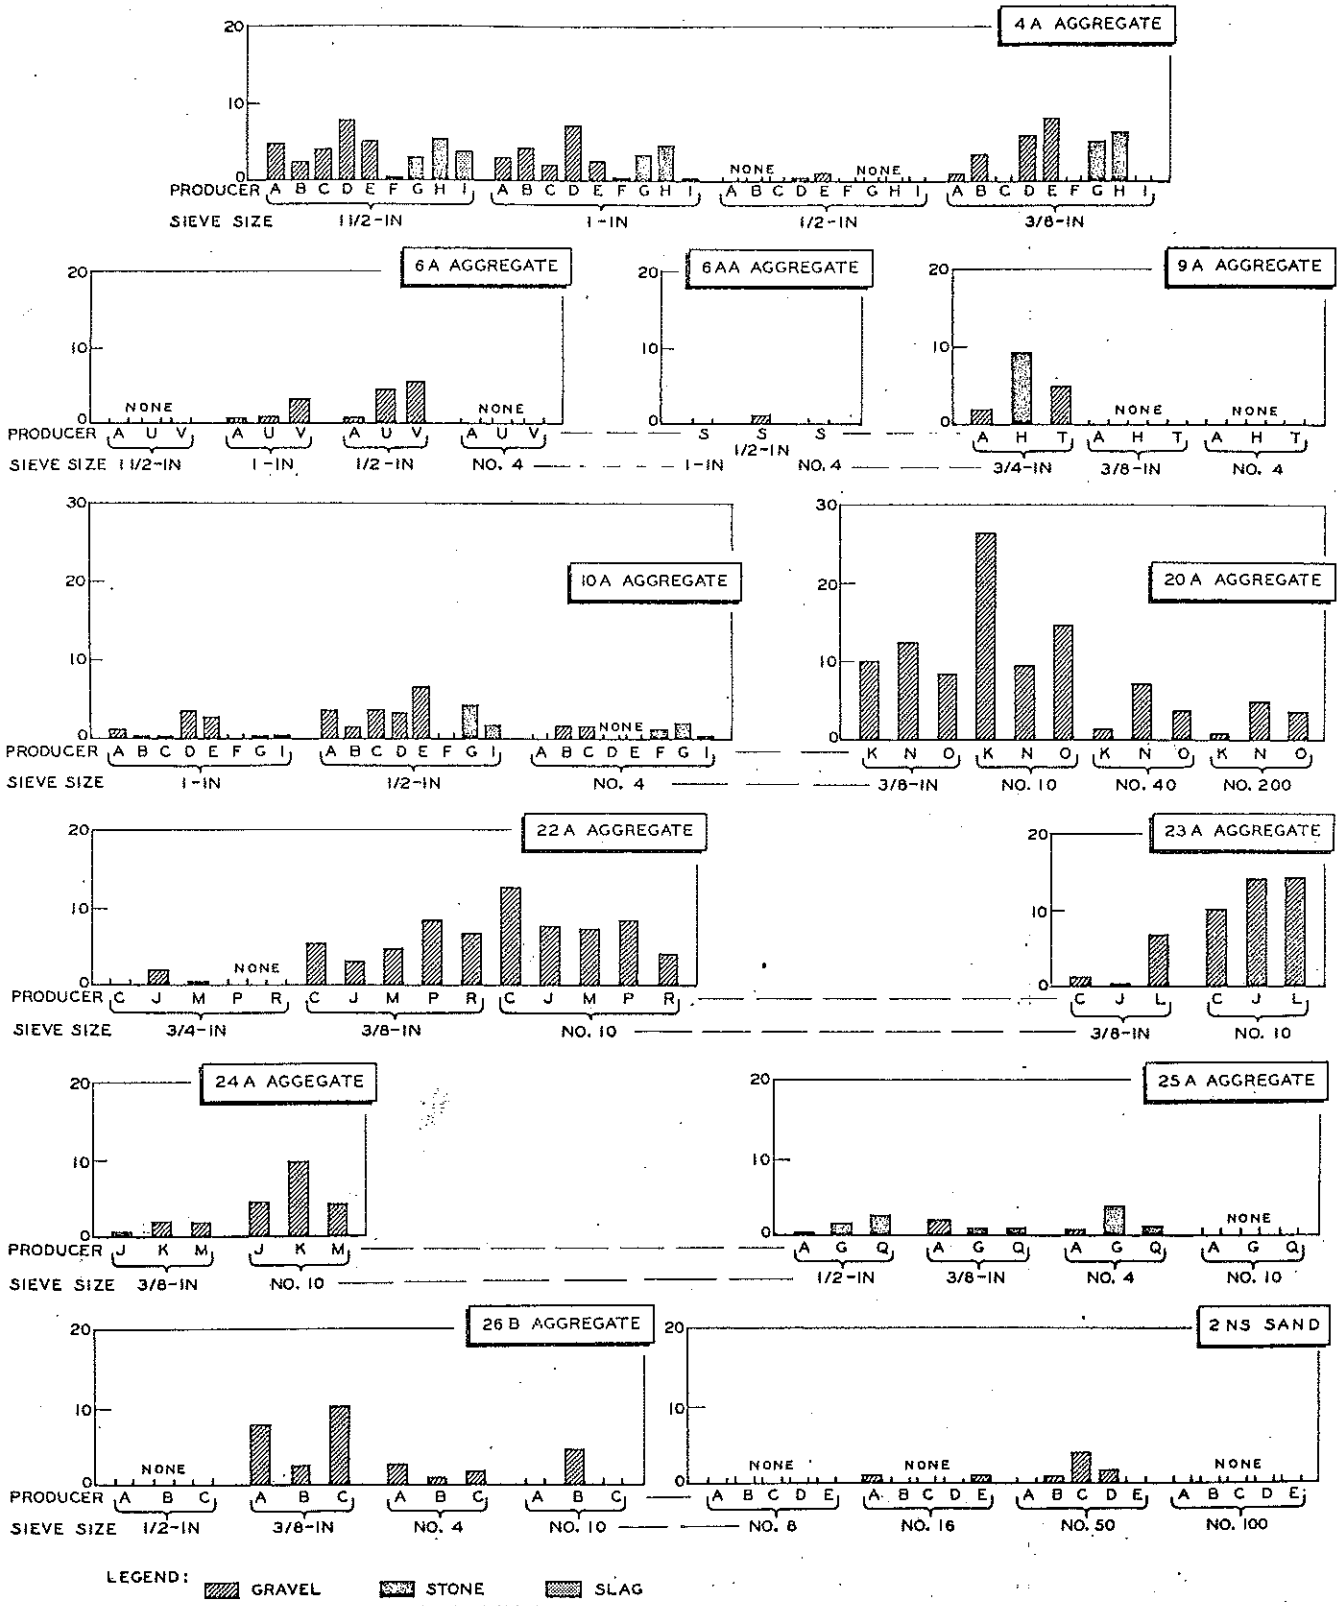 4A AGGREGATE
20
10
0
NONE NONE
PRODUCER A B C D E F G H I A B C D E F G H I A B C D E F G H I A B C D E F G H I
SIEVE SIZE 1 1/2-IN 1-IN 1/2-IN 3/8-IN
6A AGGREGATE 6AA AGGREGATE 9A AGGREGATE
20 20 20
10 10 10
0 0 0
NONE NONE NONE NONE
PRODUCER A U V A U V A U V A U V S S S A H T A H T A H T
SIEVE SIZE 1 1/2-IN 1-IN 1/2-IN NO. 4 1-IN 1/2-IN NO. 4 3/4-IN 3/8-IN NO. 4
10A AGGREGATE 20A AGGREGATE
30 30
20 20
10 10
0 0
NONE
PRODUCER A B C D E F G I A B C D E F G I A B C D E F G I K N O K N O K N O K N O
SIEVE SIZE 1-IN 1/2-IN NO. 4 3/8-IN NO. 10 NO. 40 NO. 200
22A AGGREGATE 23A AGGREGATE
20 20
10 10
0 0
NONE
PRODUCER C J M P R C J M P R C J M P R C J L C J L
SIEVE SIZE 3/4-IN 3/8-IN NO. 10 3/8-IN NO. 10
24A AGGEGATE 25A AGGREGATE
20 20
10 10
0 0
NONE
PRODUCER J K M J K M A G Q A G Q A G Q A G Q
SIEVE SIZE 3/8-IN NO. 10 1/2-IN 3/8-IN NO. 4 NO. 10
26B AGGREGATE 2NS SAND
20 20
10 10
0 0
NONE NONE NONE NONE
PRODUCER A B C A B C A B C A B C A B C D E A B C D E A B C D E A B C D E
SIEVE SIZE 1/2-IN 3/8-IN NO. 4 NO. 10 NO. 8 NO. 16 NO. 50 NO. 100
LEGEND: GRAVEL STONE SLAG